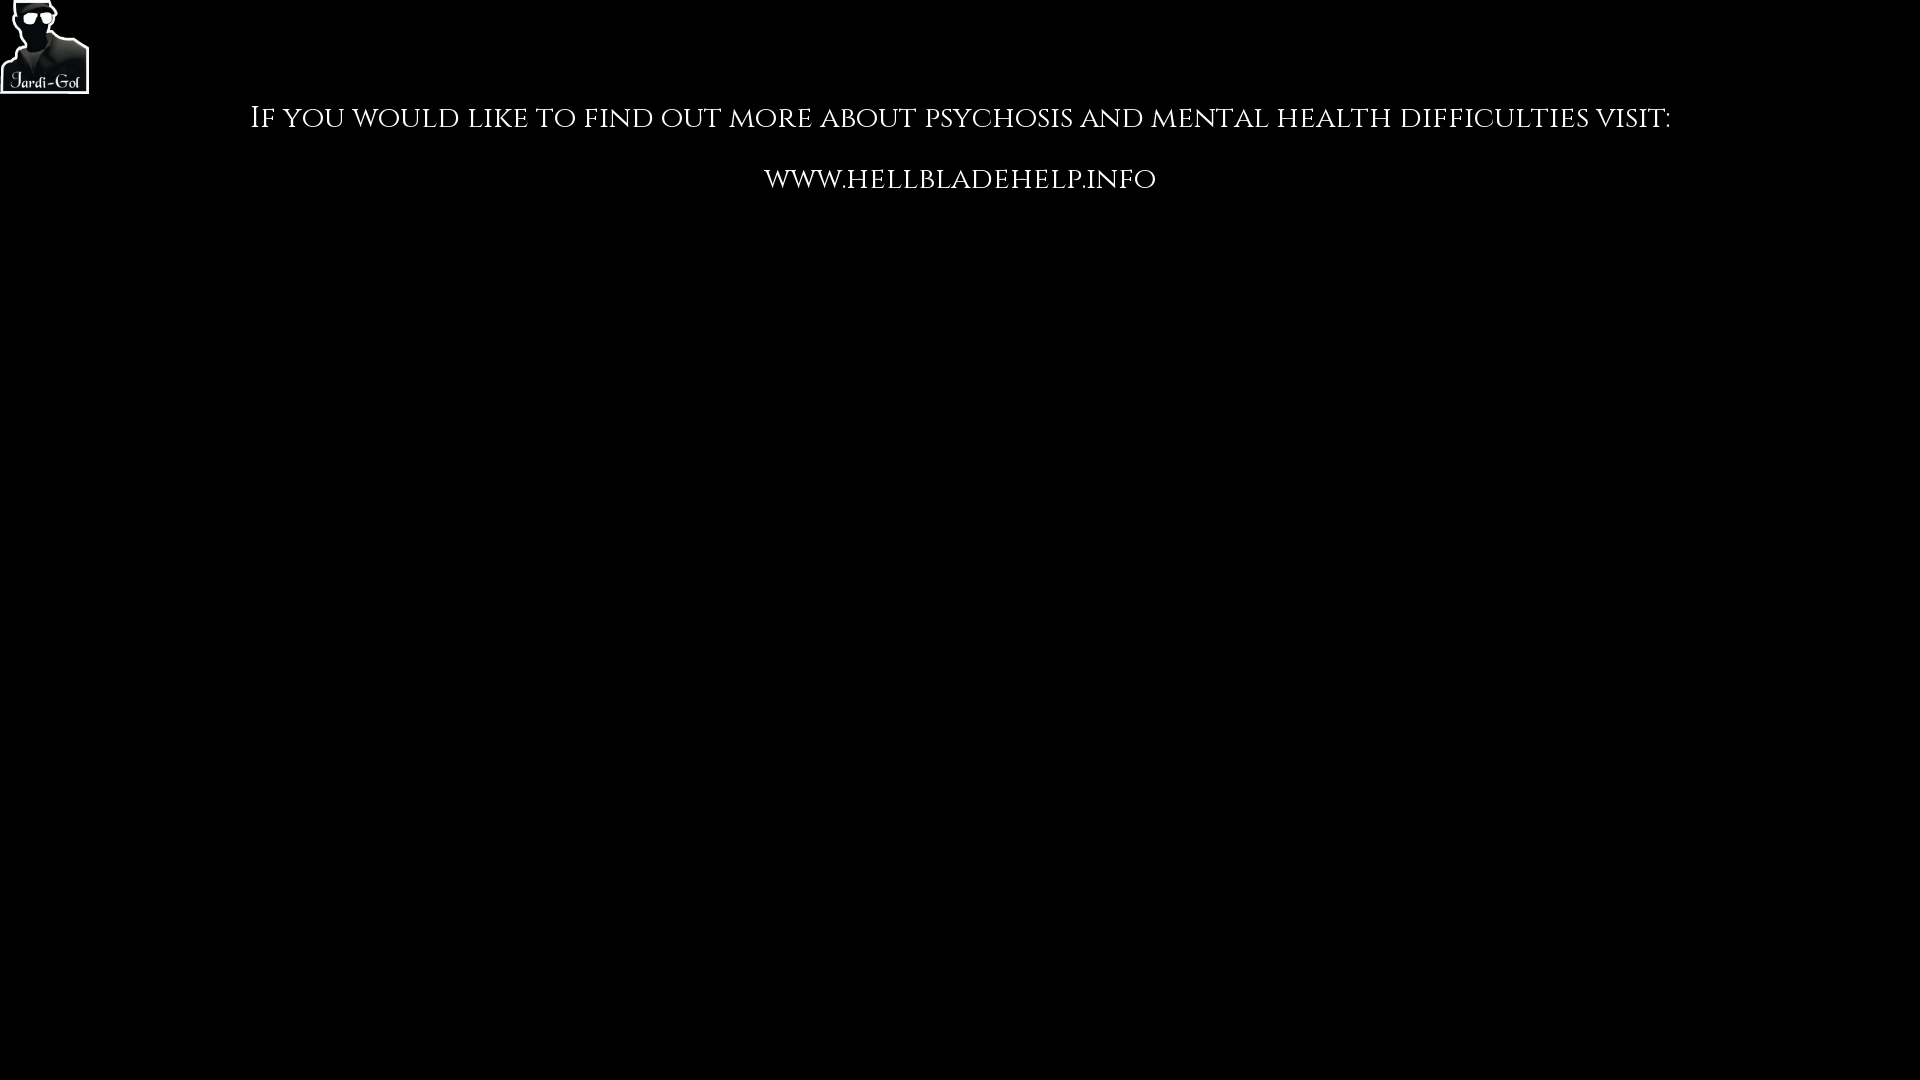 Jardi-Gol
If you would like to find out more about psychosis and mental health difficulties visit:
www.hellbladehelp.info